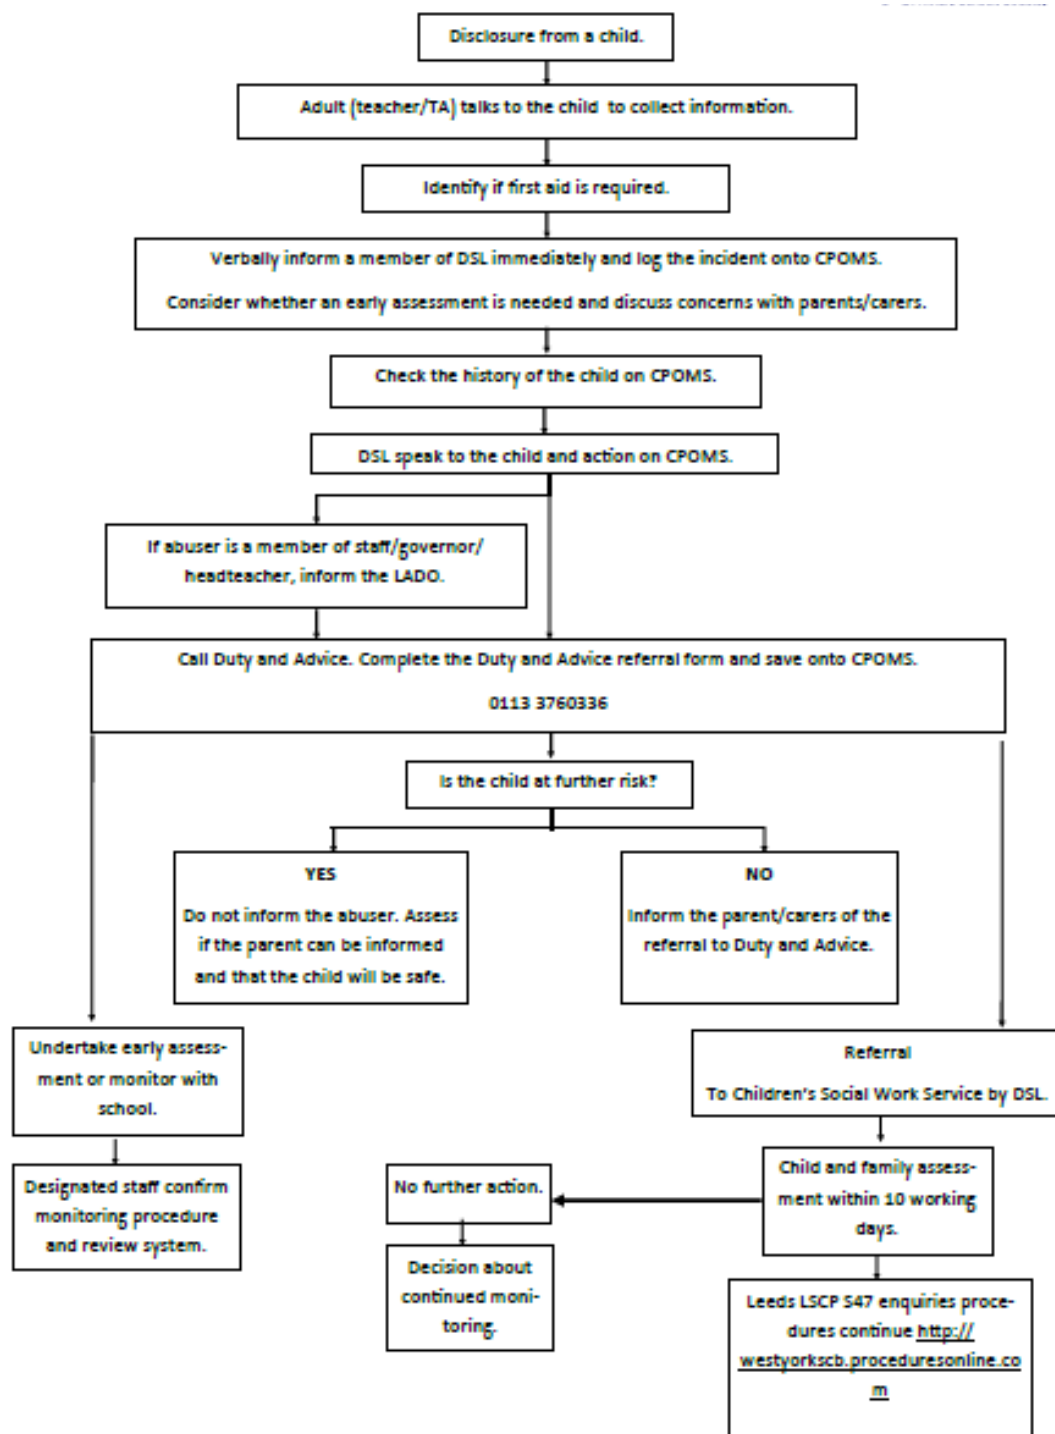 Disclosure from a child.
Adult (teacher/TA) talks to the child to collect information.
Identify if first aid is required.
Verbally inform a member of DSL immediately and log the incident onto CPOMS.
Consider whether an early assessment is needed and discuss concerns with parents/carers.
Check the history of the child on CPOMS.
DSL speak to the child and action on CPOMS.
If abuser is a member of staff/governor/
headteacher, inform the LADO.
Call Duty and Advice. Complete the Duty and Advice referral form and save onto CPOMS.
0113 3760336
Is the child at further risk?
YES
Do not inform the abuser. Assess
if the parent can be informed
and that the child will be safe.
NO
Inform the parent/carers of the
referral to Duty and Advice.
Undertake early assess-
ment or monitor with
school.
Designated staff confirm
monitoring procedure
and review system.
Referral
To Children's Social Work Service by DSL.
Child and family assess-
ment within 10 working
days.
No further action.
Decision about
continued moni-
toring.
Leeds LSCP S47 enquiries proce-
dures continue http://
westyorkscb.proceduresonline.co
m